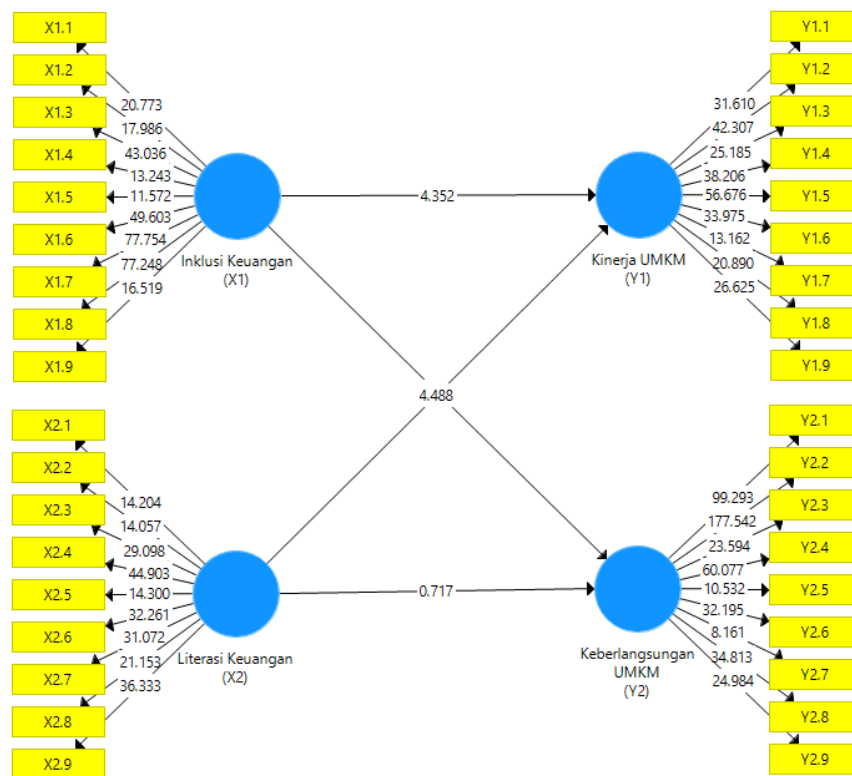 X1.1
X1.2
X1.3
X1.4
X1.5
X1.6
X1.7
X1.8
X1.9
20.773
17.986
43.036
13.243
11.572
49.603
77.754
77.248
16.519
Inklusi Keuangan
(X1)
4.352
Kinerja UMKM
(Y1)
31.610
42.307
25.185
38.206
56.676
33.975
13.162
20.890
26.625
Y1.1
Y1.2
Y1.3
Y1.4
Y1.5
Y1.6
Y1.7
Y1.8
Y1.9
4.488
X2.1
X2.2
X2.3
X2.4
X2.5
X2.6
X2.7
X2.8
X2.9
14.204
14.057
29.098
44.903
14.300
32.261
31.072
21.153
36.333
Literasi Keuangan
(X2)
0.717
Keberlangsungan
UMKM
(Y2)
99.293
177.542
23.594
60.077
10.532
32.195
8.161
34.813
24.984
Y2.1
Y2.2
Y2.3
Y2.4
Y2.5
Y2.6
Y2.7
Y2.8
Y2.9